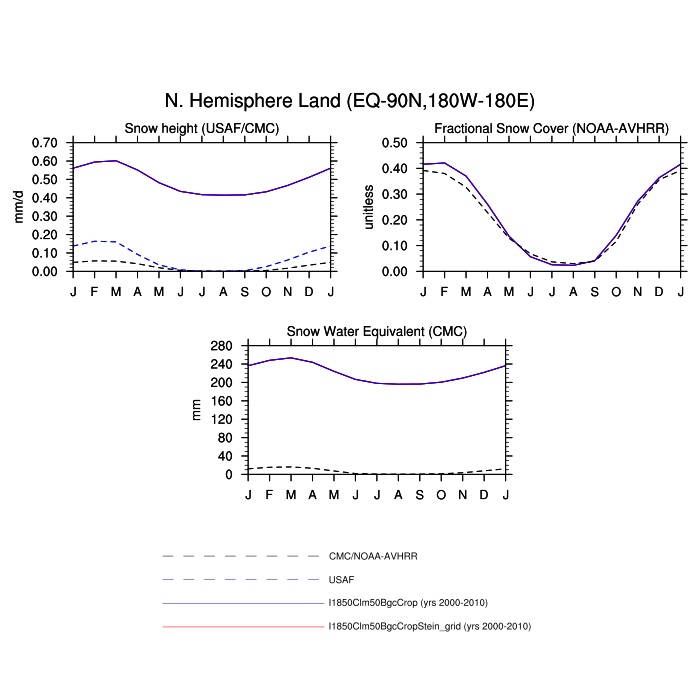 N. Hemisphere Land (EQ-90N,180W-180E)
Snow height (USAF/CMC)
0.70
0.60
0.50
0.40
0.30
0.20
0.10
0.00
mm/d
J F M A M J J A S O N D J
Fractional Snow Cover (NOAA-AVHRR)
0.50
0.40
0.30
0.20
0.10
0.00
unitless
J F M A M J J A S O N D J
Snow Water Equivalent (CMC)
280
240
200
160
120
80
40
0
mm
J F M A M J J A S O N D J
CMC/NOAA-AVHRR
USAF
I1850Clm50BgcCrop (yrs 2000-2010)
I1850Clm50BgcCropStein_grid (yrs 2000-2010)